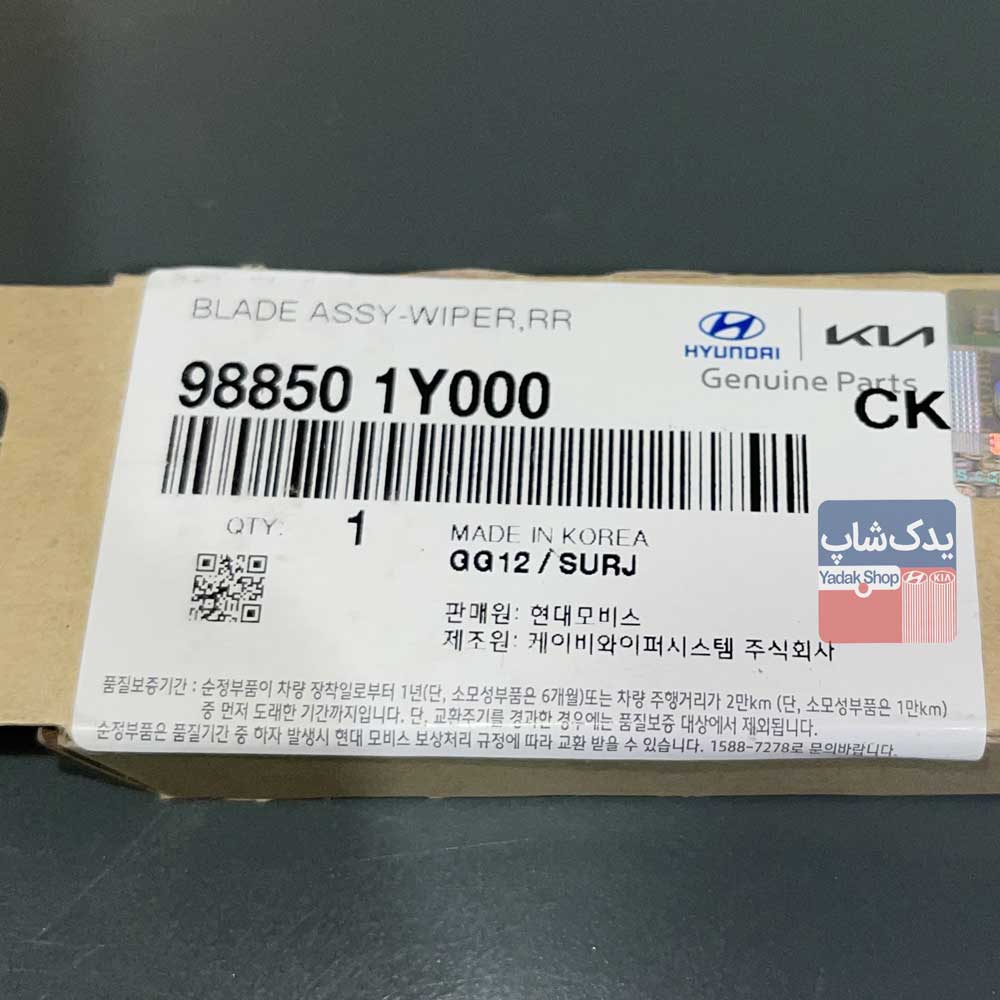 BLADE ASSY-WIPER,RR
HYUNDAI
KIA
Genuine Parts
98850 1Y000
CK
QTY: 1
MADE IN KOREA
GG12/SURJ
یدک‌شاپ
Yadak Shop
KIA
판매원: 현대모비스
제조원: 케이비와이퍼시스템 주식회사
품질보증기간 : 순정부품이 차량 장착일로부터 1년(단, 소모성부품은 6개월)또는 차량 주행거리가 2만km (단, 소모성부품은 1만km)
중 먼저 도래한 기간까지입니다. 단, 교환주기를 경과한 경우에는 품질보증 대상에서 제외됩니다.
순정부품은 품질기간 중 하자 발생시 현대 모비스 보상처리 규정에 따라 교환 받을 수 있습니다. 1588-7278로 문의바랍니다.